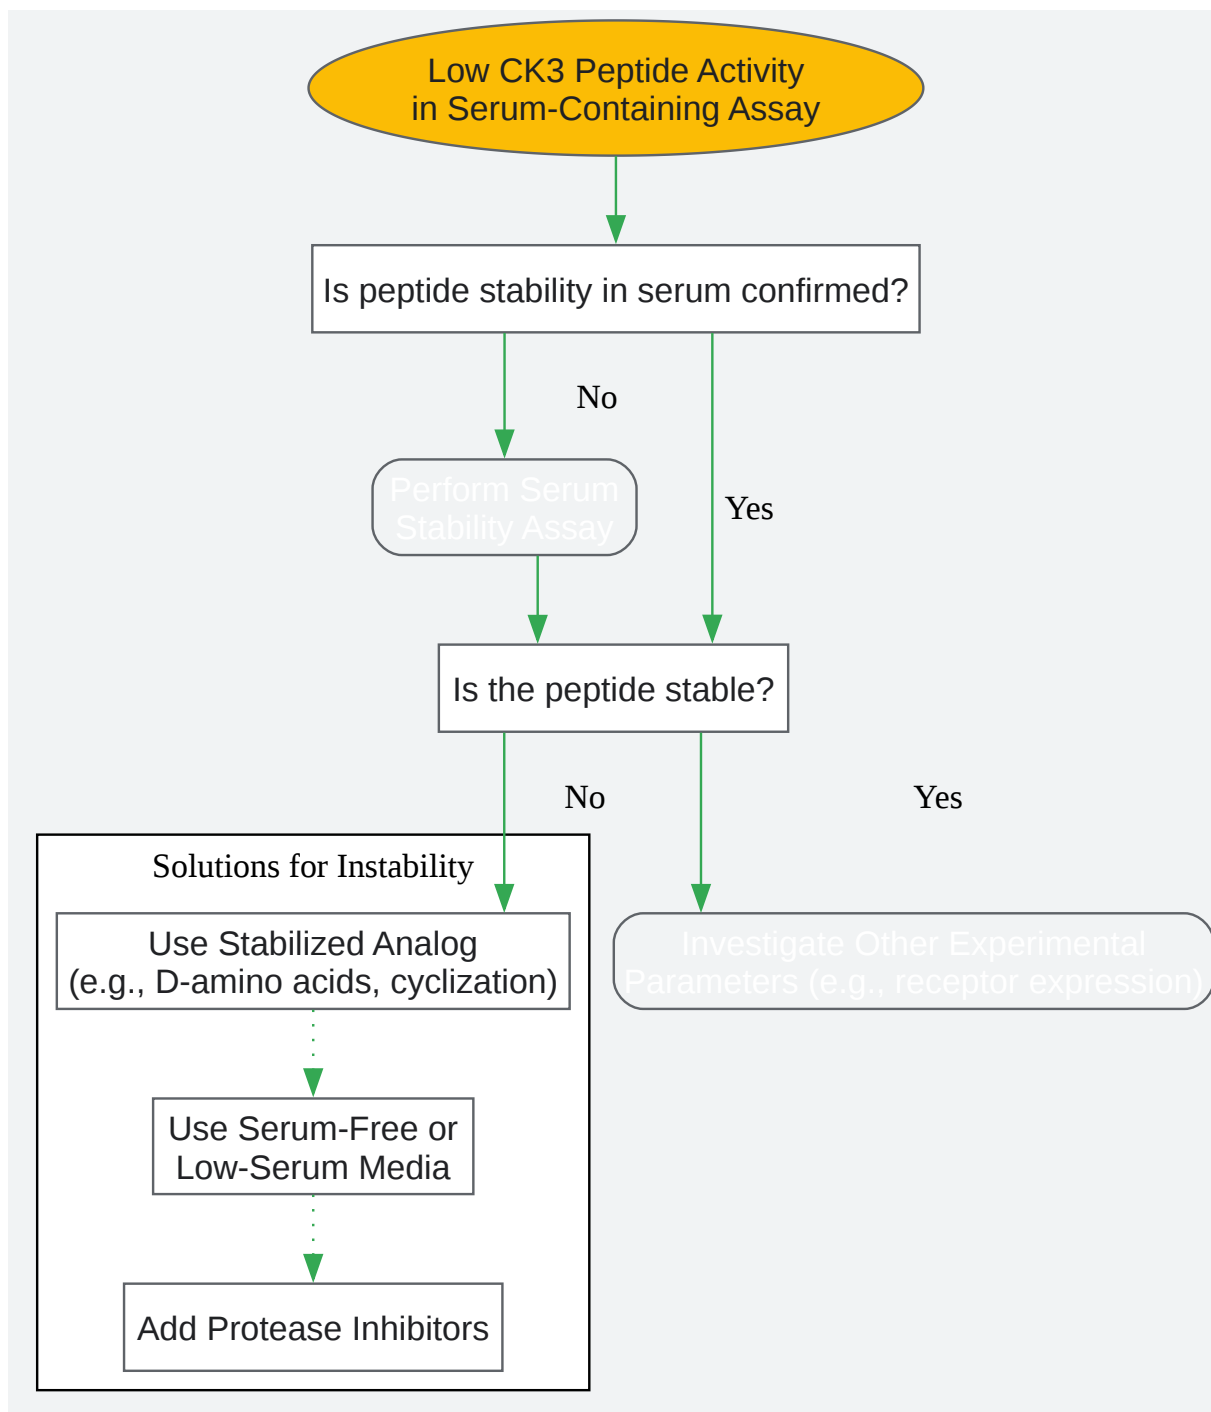 Low CK3 Peptide Activity
in Serum-Containing Assay
Is peptide stability in serum confirmed?
No
Perform Serum
Stability Assay
Yes
Is the peptide stable?
No
Yes
Solutions for Instability
Use Stabilized Analog
(e.g., D-amino acids, cyclization)
Investigate Other Experimental
Parameters (e.g., receptor expression)
Use Serum-Free or
Low-Serum Media
Add Protease Inhibitors